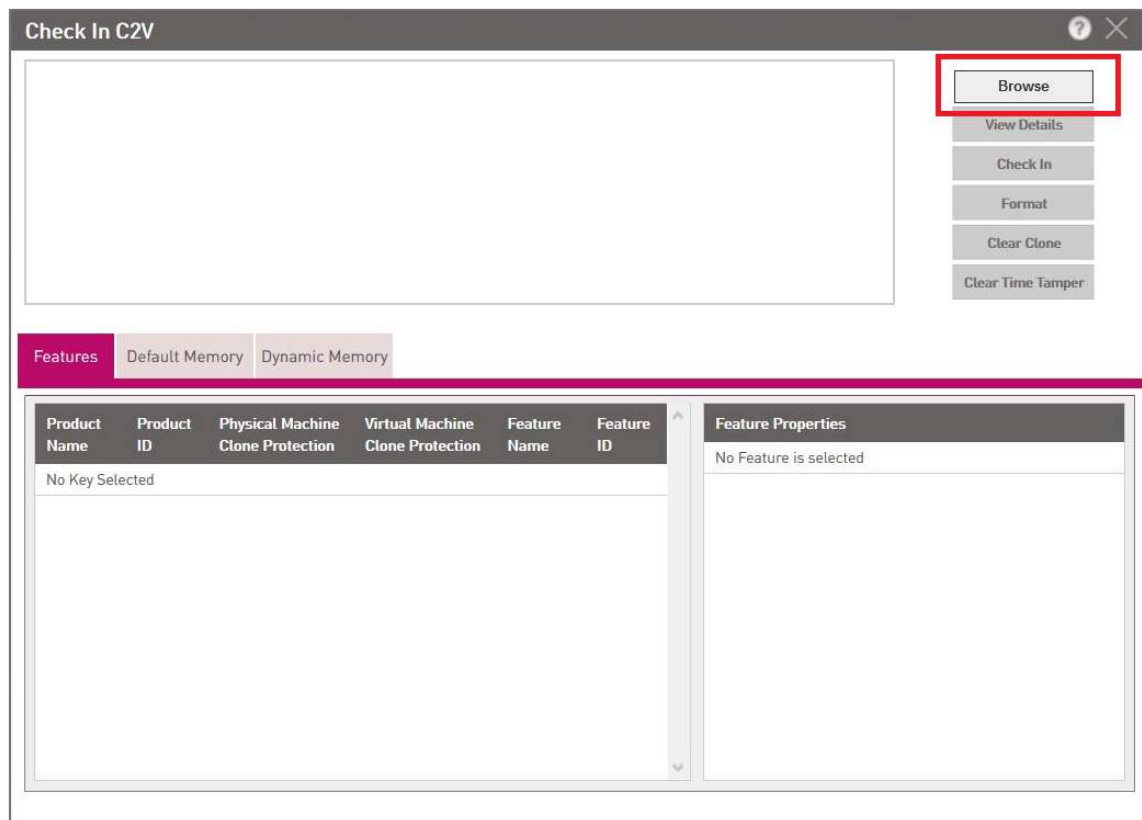 Check In C2V
?
Browse
View Details
Check In
Format
Clear Clone
Clear Time Tamper
Features Default Memory Dynamic Memory
Product Name Product ID Physical Machine Clone Protection Virtual Machine Clone Protection Feature Name Feature ID
No Key Selected
Feature Properties
No Feature is selected